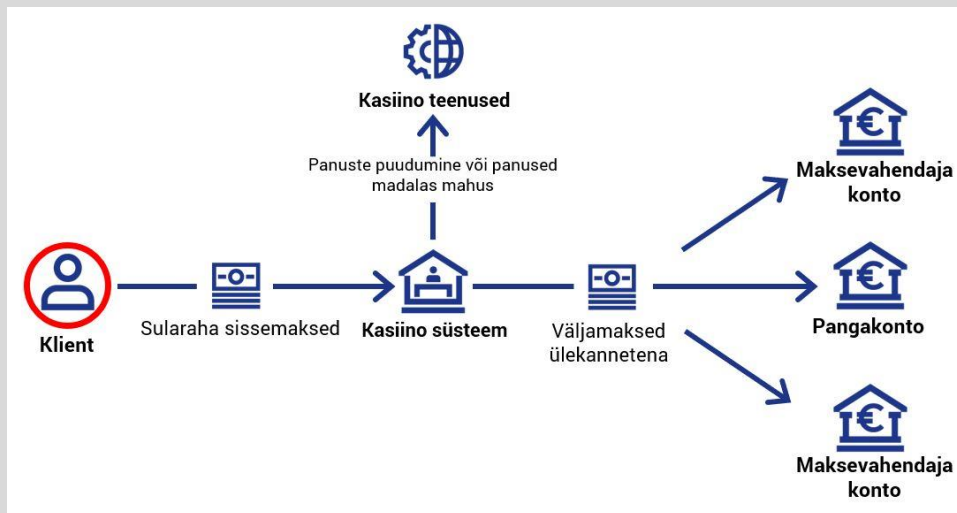 Kasiino teenused
Panuste puudumine või panused
madalas mahus
Klient
Sularaha sissemaksed
Kasiino süsteem
Väljamaksed
ülekannetena
Maksevahendaja
konto
Pangakonto
Maksevahendaja
konto